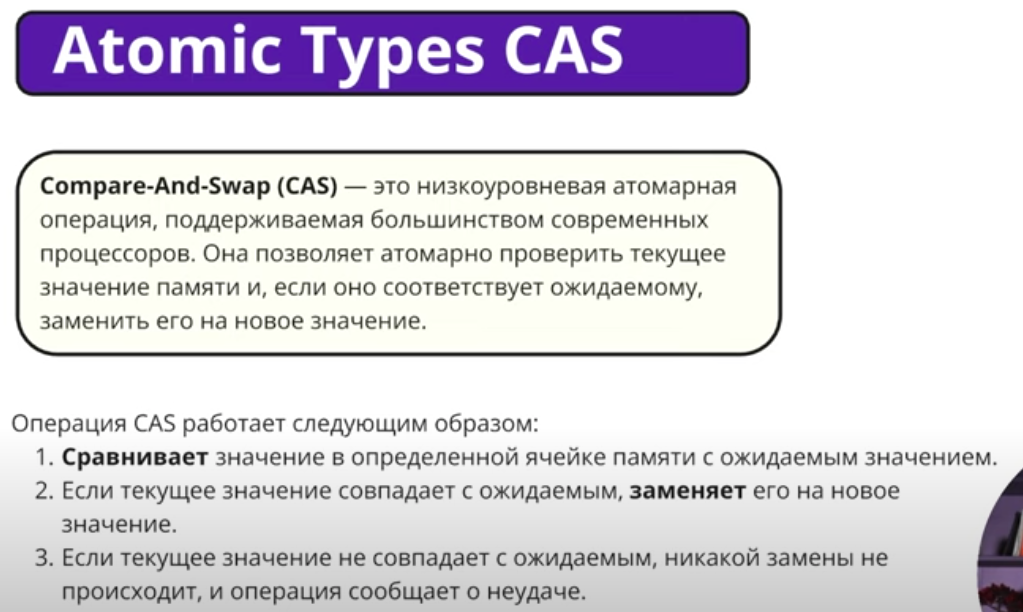 Atomic Types CAS
Compare-And-Swap (CAS) — это низкоуровневая атомарная
операция, поддерживаемая большинством современных
процессоров. Она позволяет атомарно проверить текущее
значение памяти и, если оно соответствует ожидаемому,
заменить его на новое значение.
Операция CAS работает следующим образом:
1. Сравнивает значение в определенной ячейке памяти с ожидаемым значением.
2. Если текущее значение совпадает с ожидаемым, заменяет его на новое
значение.
3. Если текущее значение не совпадает с ожидаемым, никакой замены не
происходит, и операция сообщает о неудаче.